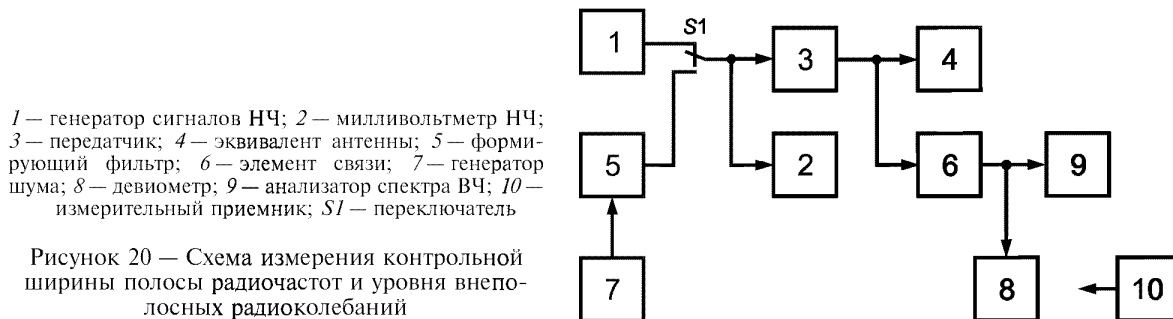 1 — генератор сигналов НЧ; 2 — милливольтметр НЧ;
3 — передатчик; 4 — эквивалент антенны; 5 — форми-
рующий фильтр; 6 — элемент связи; 7 — генератор
шума; 8 — девиометр; 9 — анализатор спектра ВЧ; 10 —
измерительный приемник; S1 — переключатель
Рисунок 20 — Схема измерения контрольной
ширины полосы радиочастот и уровня внепо-
лосных радиоколебаний
S1
1
3
4
5
2
6
9
7
8
10